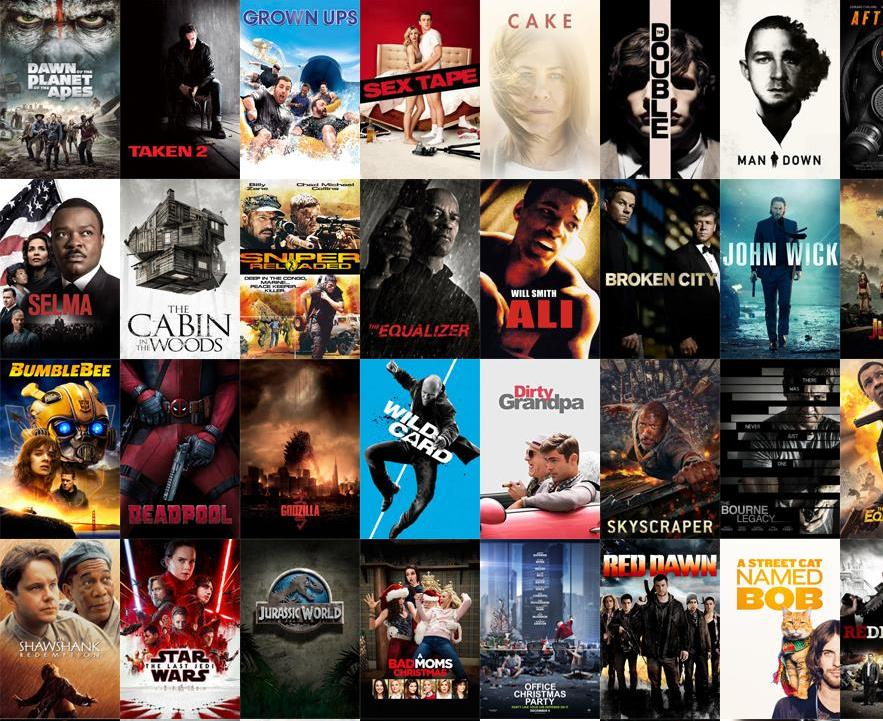 DAWN OF THE
PLANET
OF THE APES
TAKEN 2
GROWN UPS
SEX TAPE
CAKE
DOUBLE
MAN DOWN
AFT
SELMA
THE
CABIN
IN THE
WOODS
Billy
Zane
Chad Michael
Collins
SNIPER
RELOADED
DEEP IN THE CONGO,
MARINE...
PEACE KEEPER...
KILLER.
THE EQUALIZER
WILL SMITH
ALI
BROKEN CITY
JOHN WICK
BUMBLEBEE
DEADPOOL
GODZILLA
WILD
CARD
Dirty
Grandpa
SKYSCRAPER
THERE
WAS
NEVER
JUST
ONE
BOURNE
LEGACY
SHAWSHANK
REDEMPTION
STAR
THE LAST JEDI
WARS
JURASSIC WORLD
A
BAD MOMS
CHRISTMAS
OFFICE
CHRISTMAS
PARTY
RED DAWN
A STREET CAT
NAMED
BOB